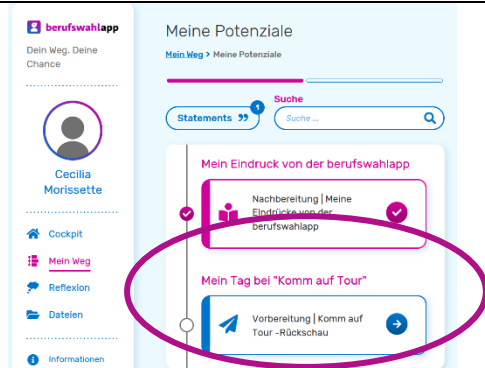 berufswahlapp
Dein Weg. Deine
Chance
Cecilia
Morissette
Cockpit
Mein Weg
Reflexion
Dateien
Informationen
Meine Potenziale
Mein Weg > Meine Potenziale
Statements 1
Suche
Suche ...
Mein Eindruck von der berufswahlapp
Nachbereitung | Meine
Eindrücke von der
berufswahlapp
Mein Tag bei "Komm auf Tour"
Vorbereitung | Komm auf
Tour -Rückschau